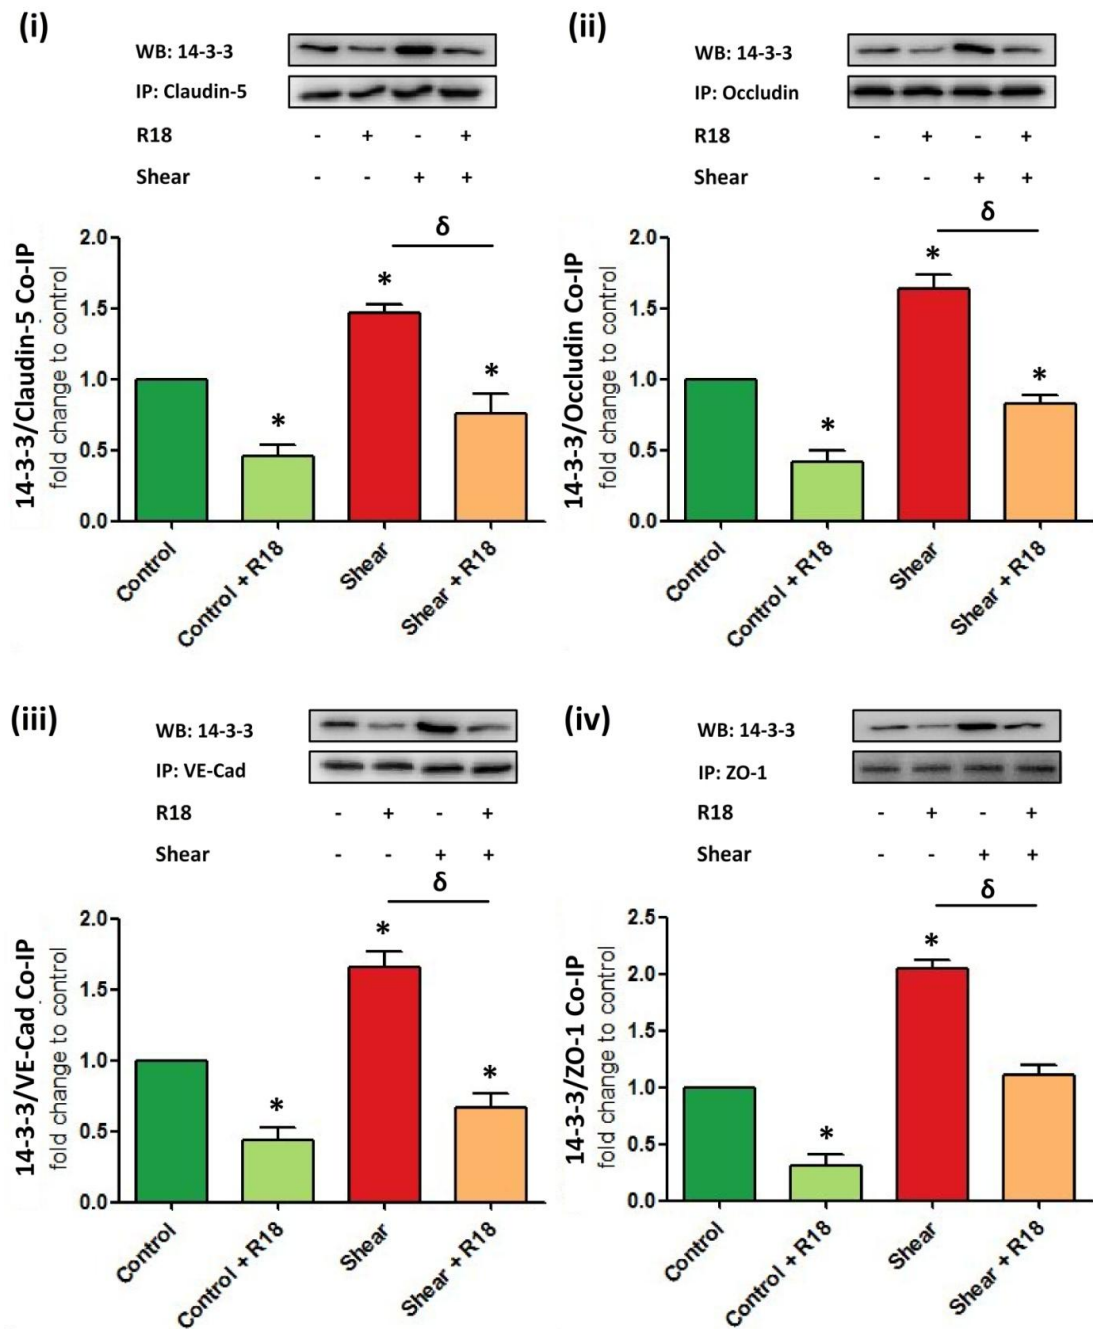 (i)
WB: 14-3-3
IP: Claudin-5
R18 - + - +
Shear - - + +
δ
14-3-3/Claudin-5 Co-IP
fold change to control
2.0
1.5
1.0
0.5
0.0
* * *
Control
Control + R18
Shear
Shear + R18
(ii)
WB: 14-3-3
IP: Occludin
R18 - + - +
Shear - - + +
δ
14-3-3/Occludin Co-IP
fold change to control
2.0
1.5
1.0
0.5
0.0
* * *
Control
Control + R18
Shear
Shear + R18
(iii)
WB: 14-3-3
IP: VE-Cad
R18 - + - +
Shear - - + +
δ
14-3-3/VE-Cad Co-IP
fold change to control
2.0
1.5
1.0
0.5
0.0
* * *
Control
Control + R18
Shear
Shear + R18
(iv)
WB: 14-3-3
IP: ZO-1
R18 - + - +
Shear - - + +
δ
14-3-3/ZO-1 Co-IP
fold change to control
2.5
2.0
1.5
1.0
0.5
0.0
* *
Control
Control + R18
Shear
Shear + R18